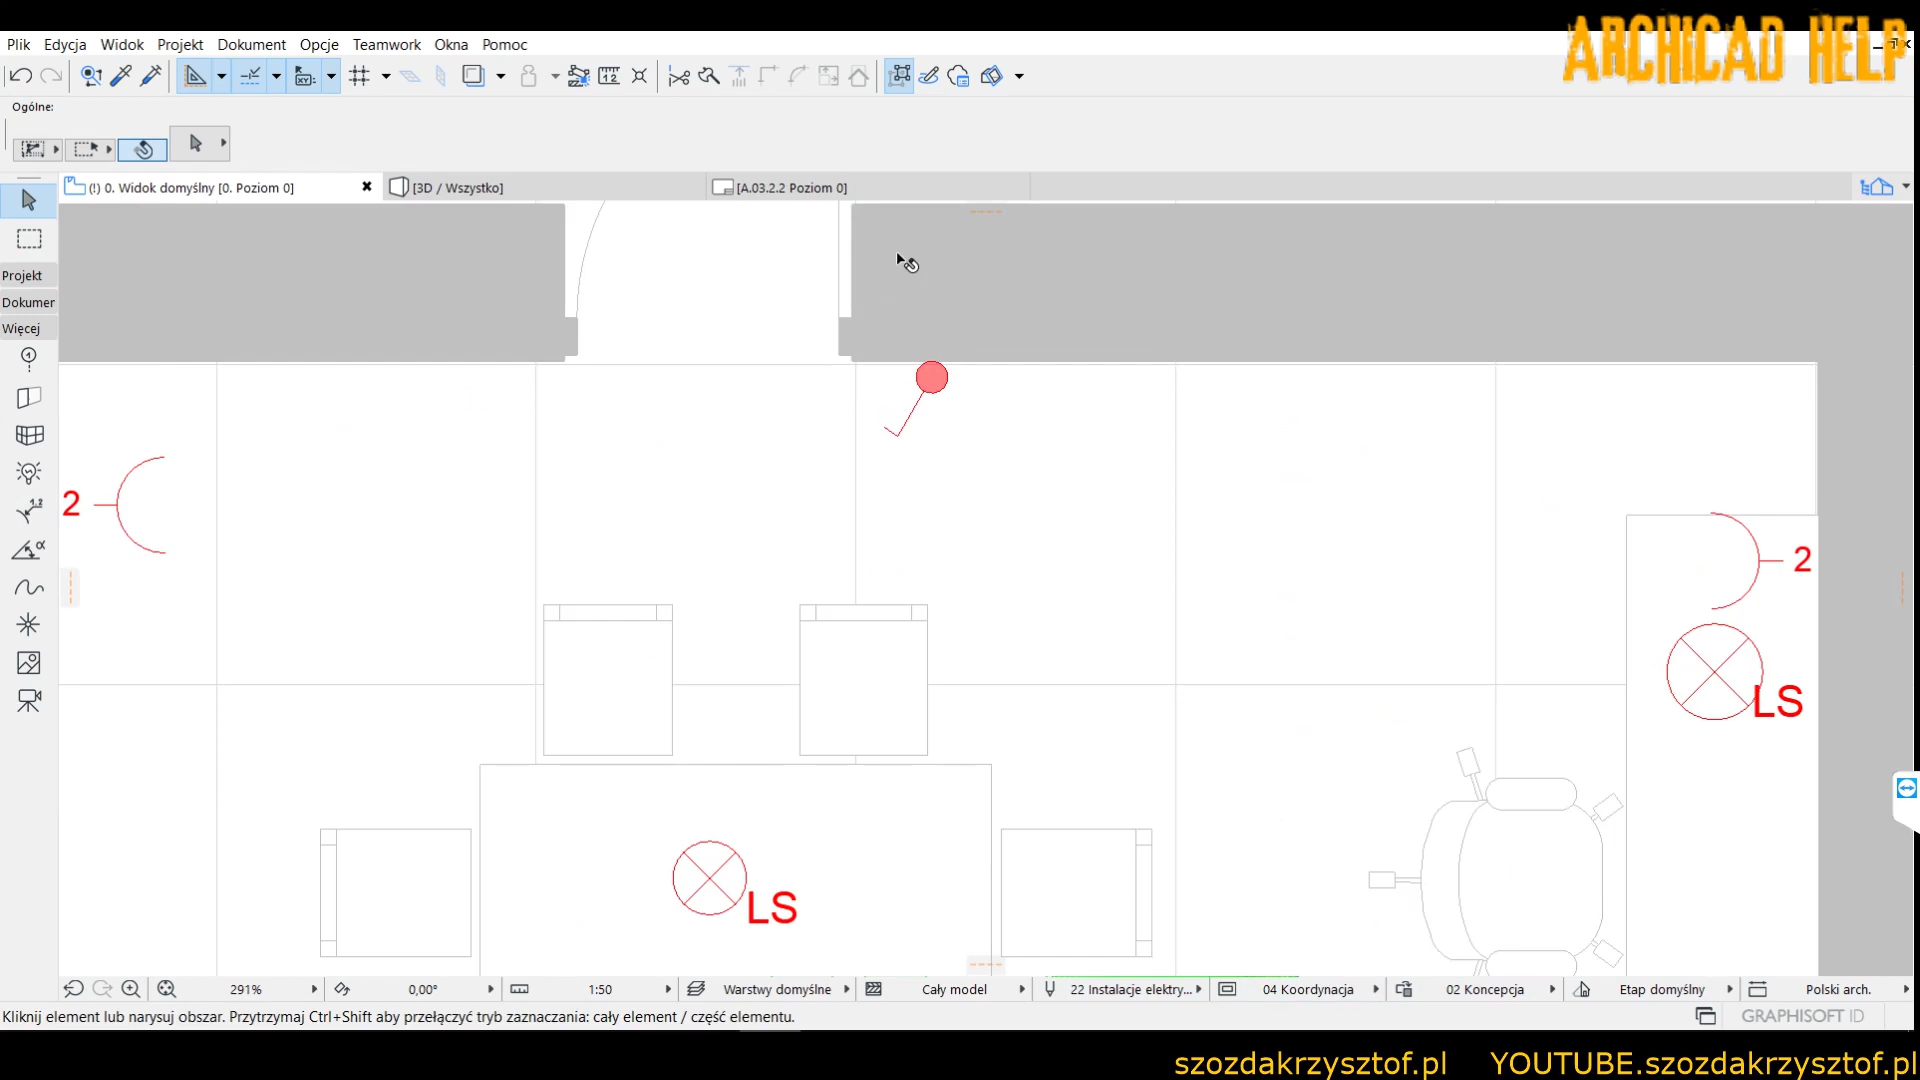 ARCHICAD HELP
Plik Edycja Widok Projekt Dokument Opcje Teamwork Okna Pomoc
Ogólne:
(!) 0. Widok domyślny [0. Poziom 0] [3D / Wszystko] [A.03.2.2 Poziom 0]
Projekt
Dokumer
Więcej
2
2
LS
LS
291% 0,00° 1:50 Warstwy domyślne Cały model 22 Instalacje elektry... 04 Koordynacja 02 Koncepcja Etap domyślny Polski arch.
Kliknij element lub narysuj obszar. Przytrzymaj Ctrl+Shift aby przełączyć tryb zaznaczania: cały element / część elementu.
GRAPHISOFT ID
szozdakrzysztof.pl YOUTUBE.szozdakrzysztof.pl